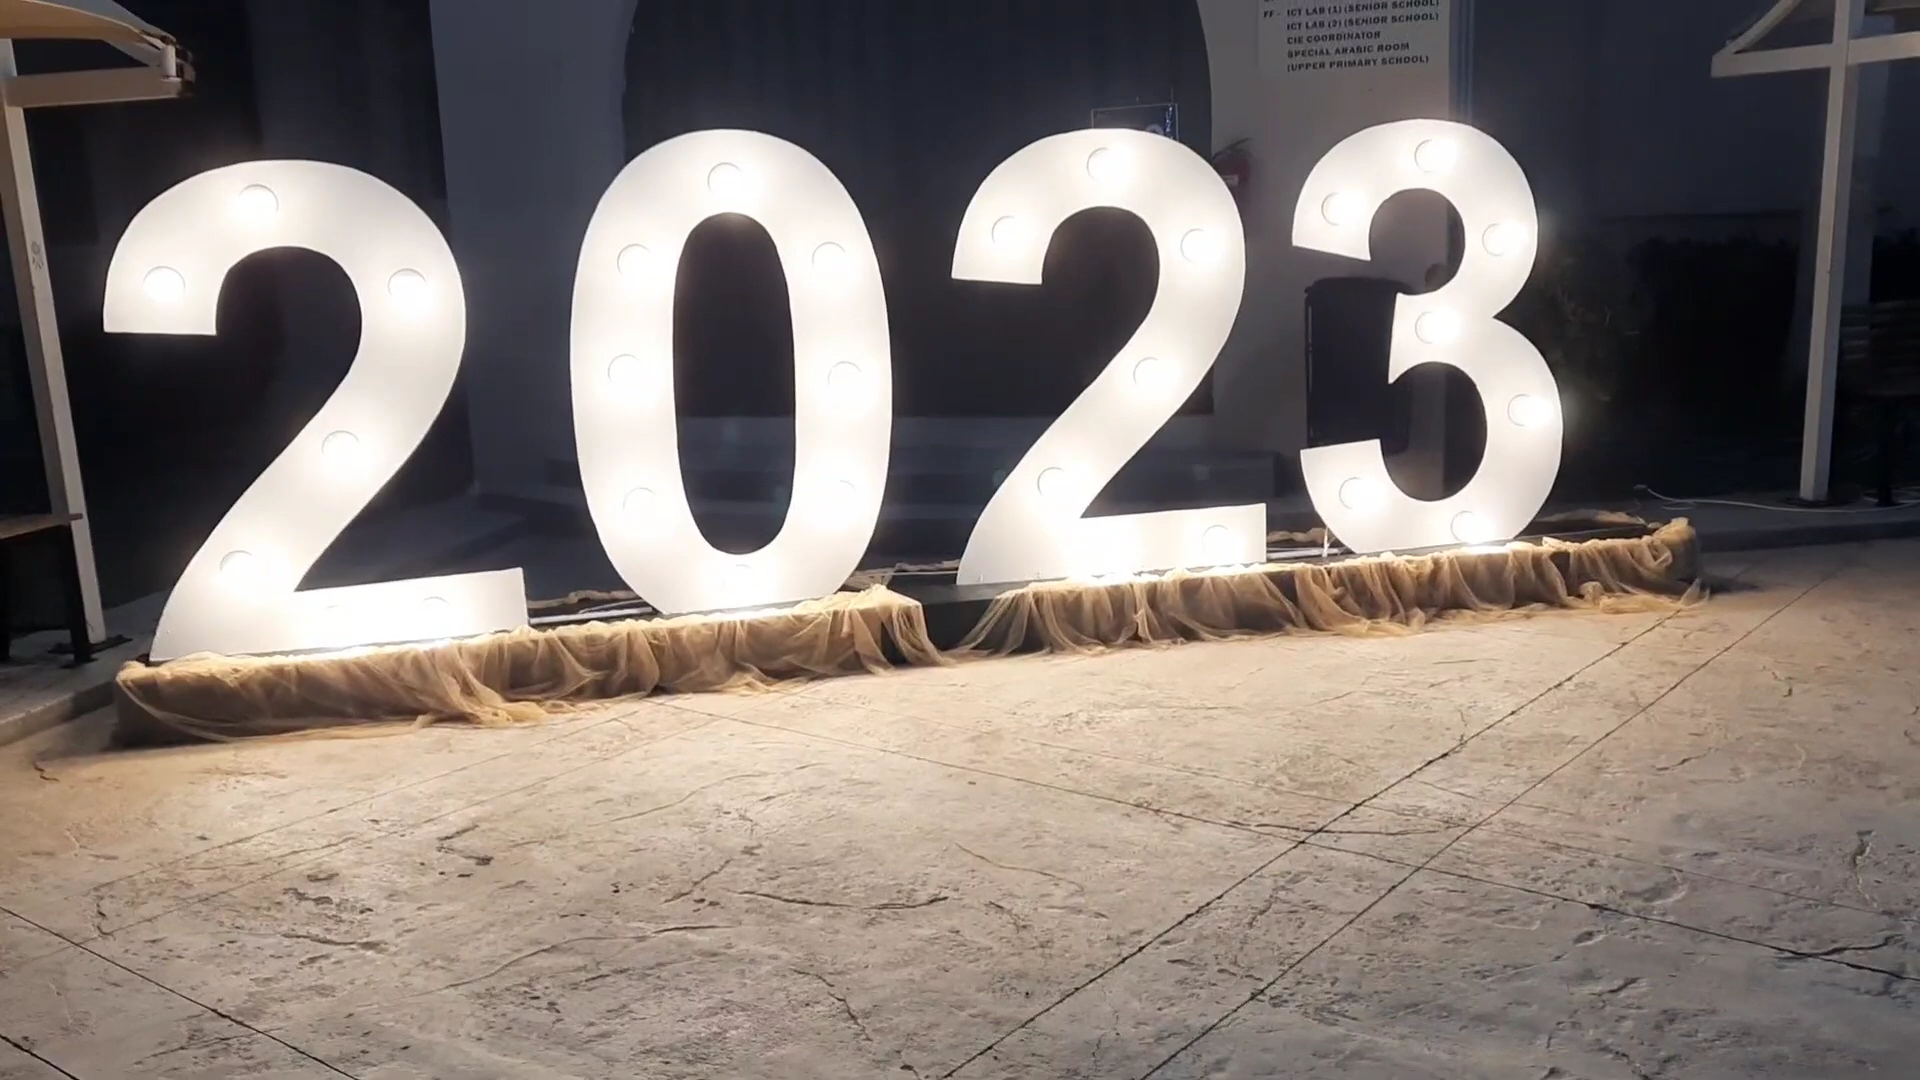 FF - ICT LAB (1) (SENIOR SCHOOL)
ICT LAB (2) (SENIOR SCHOOL)
CIE COORDINATOR
SPECIAL ARABIC ROOM
(UPPER PRIMARY SCHOOL)
2023